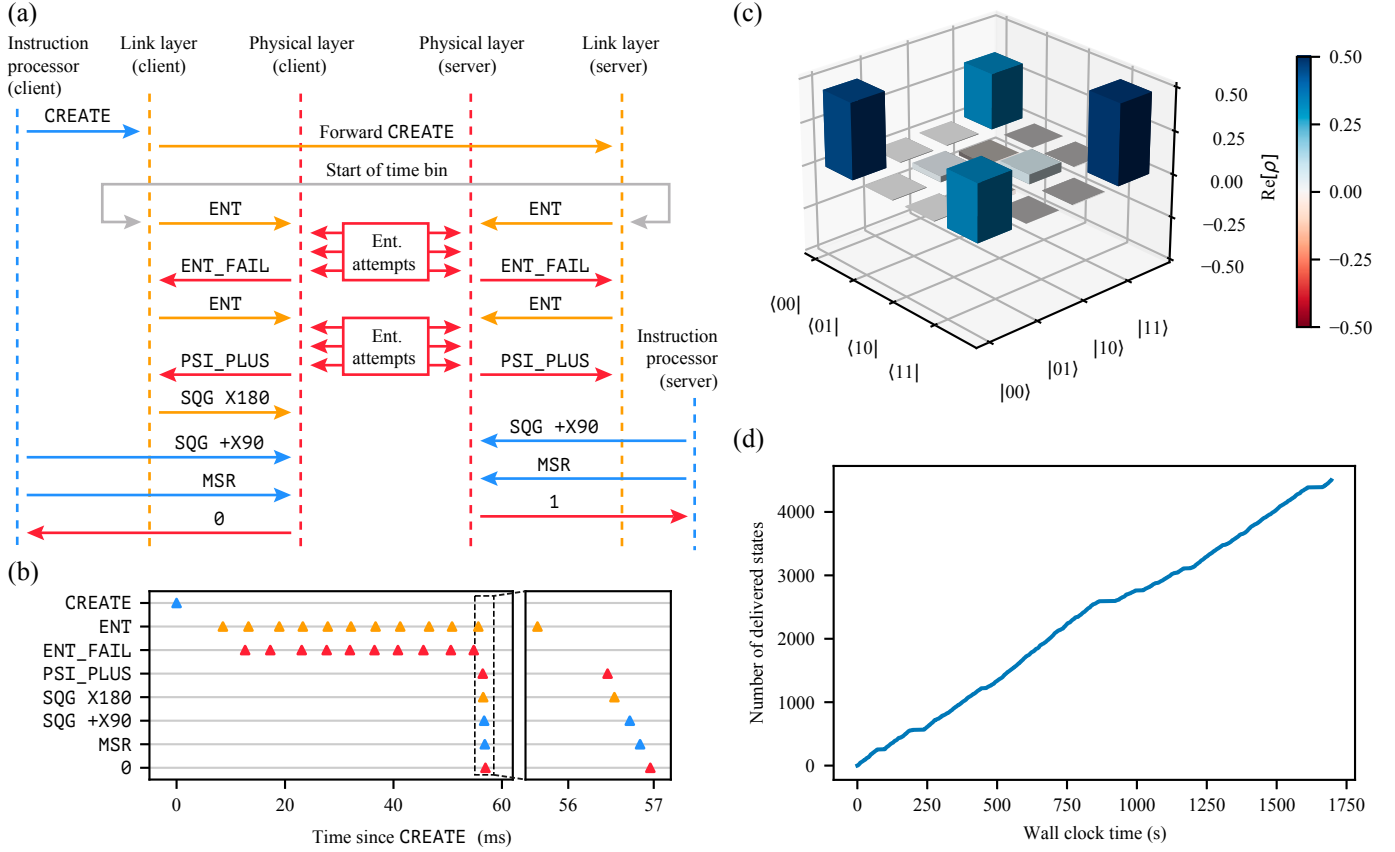 (a)
Instruction
processor
(client)
Link layer
(client)
Physical layer
(client)
Physical layer
(server)
Link layer
(server)
CREATE
Forward CREATE
Start of time bin
ENT
ENT
Ent.
attempts
ENT_FAIL
ENT_FAIL
ENT
ENT
Ent.
attempts
Instruction
processor
(server)
PSI_PLUS
PSI_PLUS
SQG X180
SQG +X90
SQG +X90
MSR
MSR
0
1
(b)
CREATE
ENT
ENT_FAIL
PSI_PLUS
SQG X180
SQG +X90
MSR
0
0
20
40
60
56
57
Time since CREATE (ms)
(c)
0.50
0.25
0.00
−0.25
−0.50
Re[ρ]
⟨00|
⟨01|
⟨10|
⟨11|
|00⟩
|01⟩
|10⟩
|11⟩
0.50
0.25
0.00
−0.25
−0.50
(d)
Number of delivered states
4000
3000
2000
1000
0
0
250
500
750
1000
1250
1500
1750
Wall clock time (s)